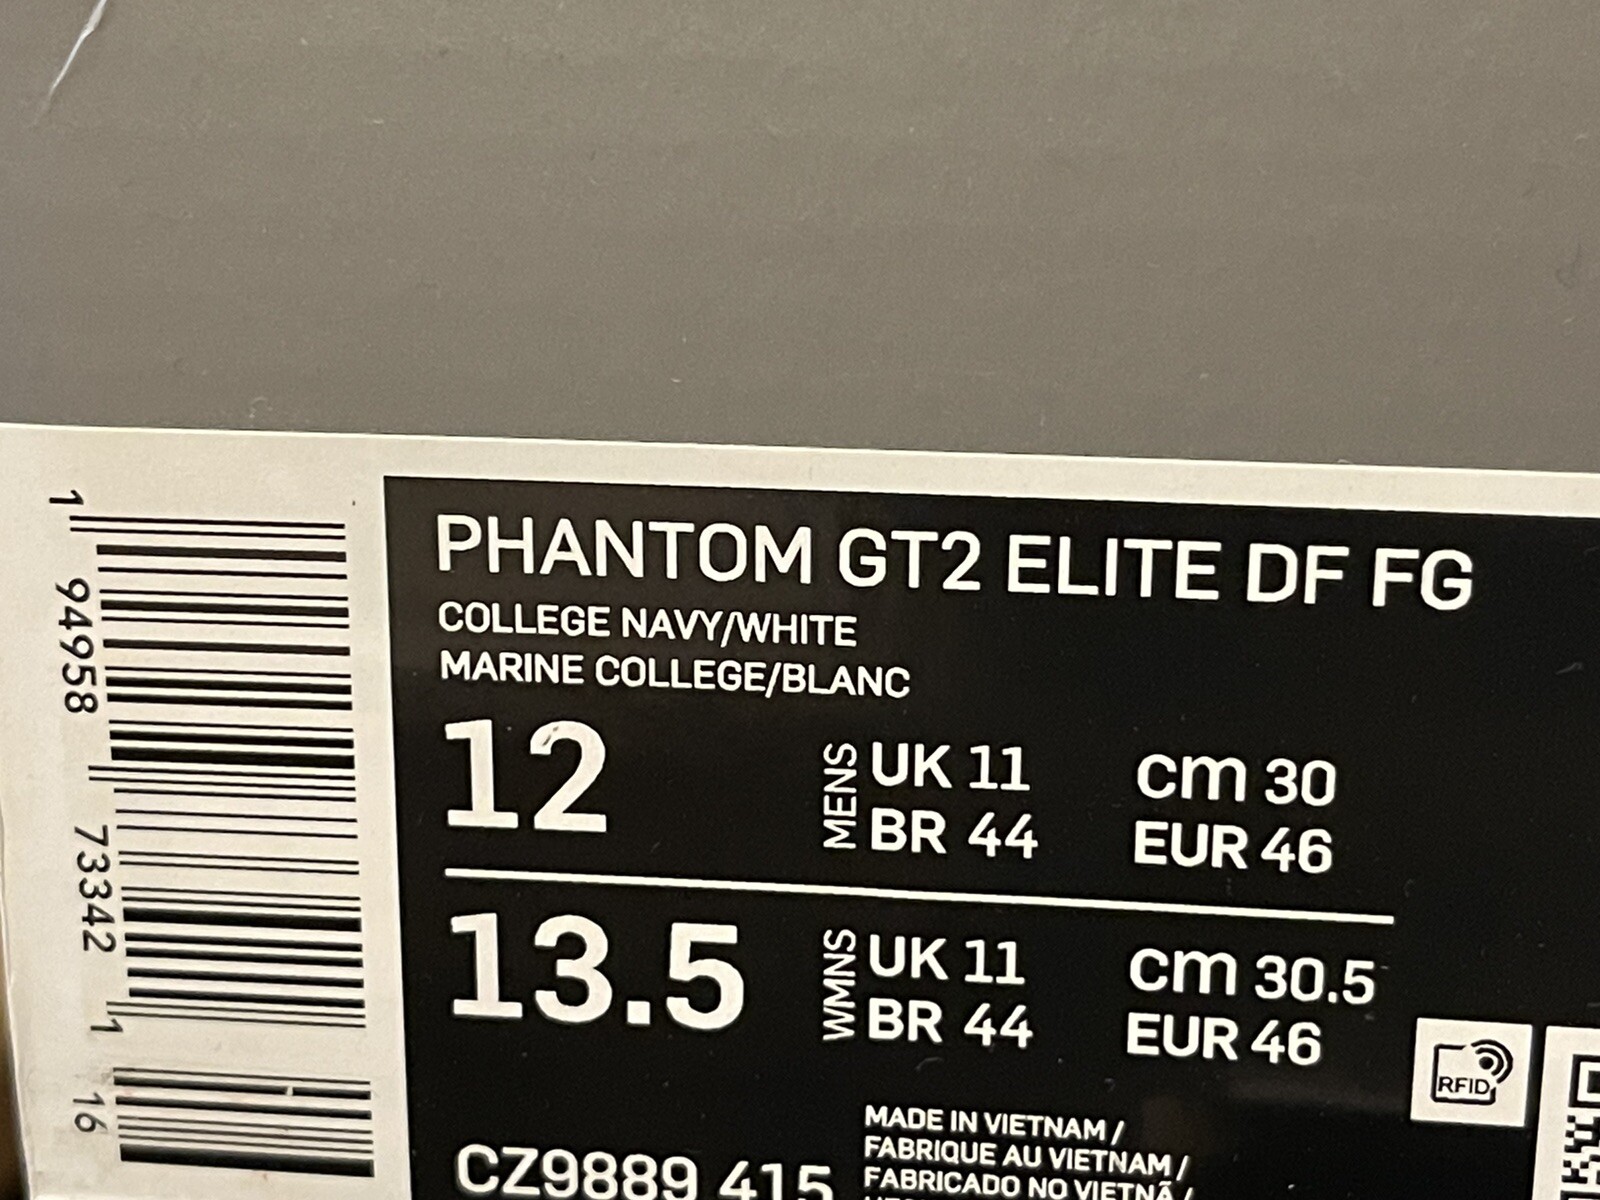 PHANTOM GT2 ELITE DF FG
COLLEGE NAVY/WHITE
MARINE COLLEGE/BLANC
12 MENS UK 11 cm 30
BR 44 EUR 46
13.5 WMNS UK 11 cm 30.5
BR 44 EUR 46
RFID
CZ9889 415
MADE IN VIETNAM /
FABRIQUE AU VIETNAM /
FABRICADO NO VIETNÃ /
1 94958 73342 1 16